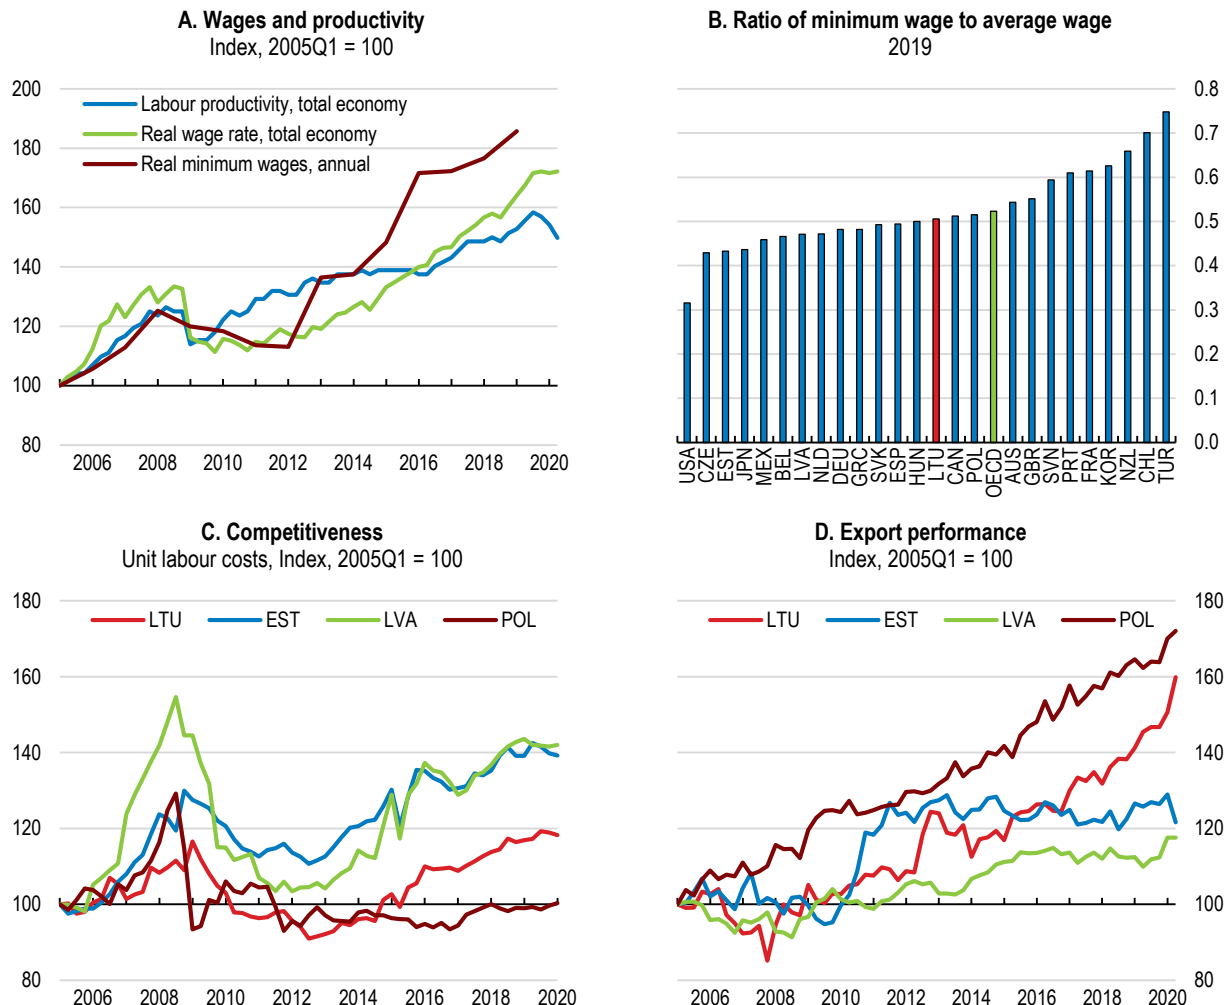 A. Wages and productivity
Index, 2005Q1 = 100
200
180
160
140
120
100
80
Labour productivity, total economy
Real wage rate, total economy
Real minimum wages, annual
2006 2008 2010 2012 2014 2016 2018 2020
B. Ratio of minimum wage to average wage
2019
0.8
0.7
0.6
0.5
0.4
0.3
0.2
0.1
0.0
USA CZE EST JPN MEX BEL LVA NLD DEU GRC SVK ESP HUN LTU CAN POL OECD AUS GBR SVN PRT FRA KOR NZL CHL TUR
C. Competitiveness
Unit labour costs, Index, 2005Q1 = 100
180
160
140
120
100
80
LTU EST LVA POL
2006 2008 2010 2012 2014 2016 2018 2020
D. Export performance
Index, 2005Q1 = 100
LTU EST LVA POL
180
160
140
120
100
80
2006 2008 2010 2012 2014 2016 2018 2020